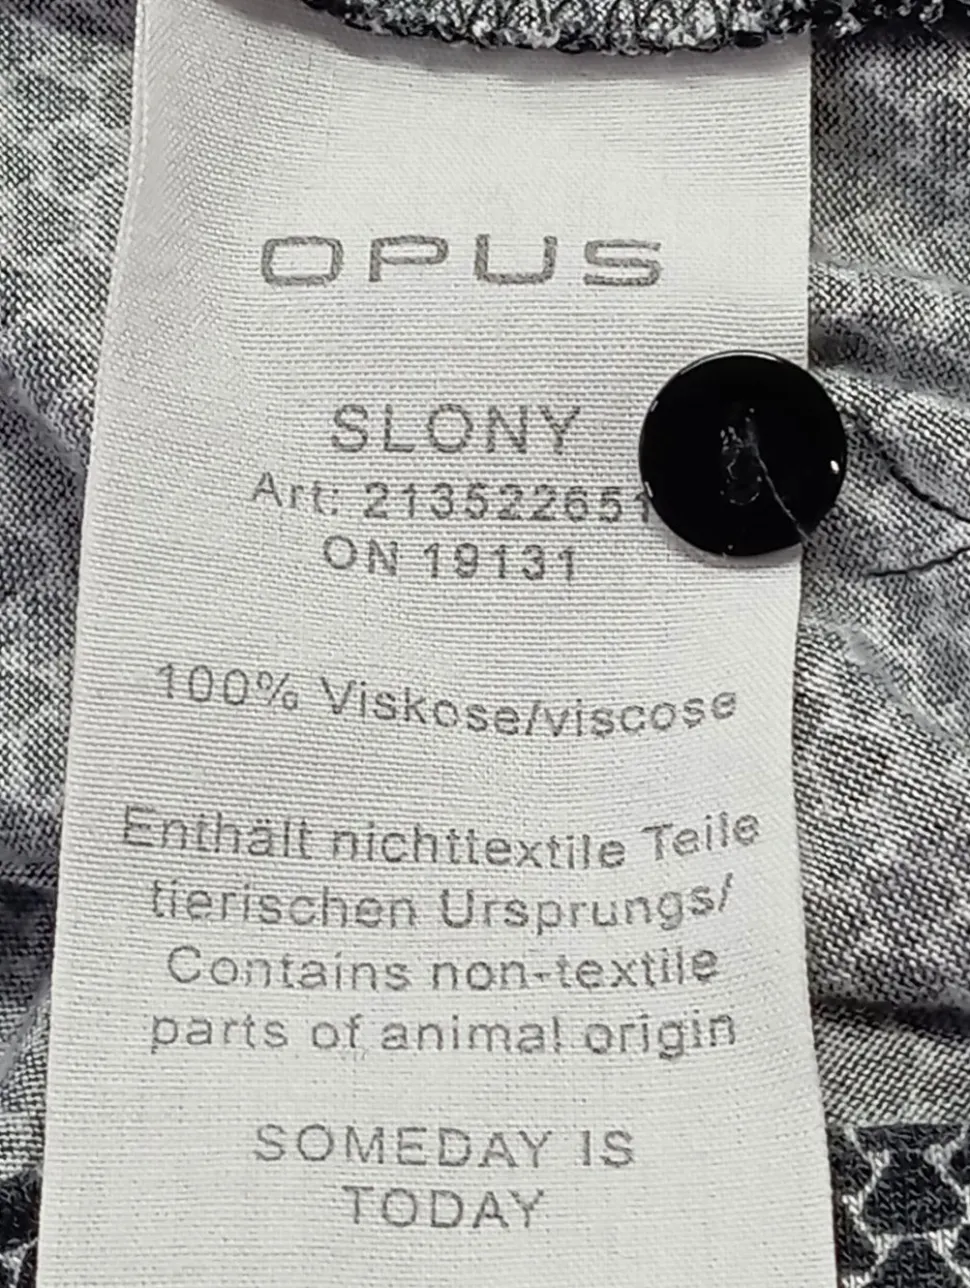 OPUS
SLONY
Art: 213522651
ON 19131
100% Viskose/viscose
Enthält nichttextile Teile
tierischen Ursprungs/
Contains non-textile
parts of animal origin
SOMEDAY IS
TODAY